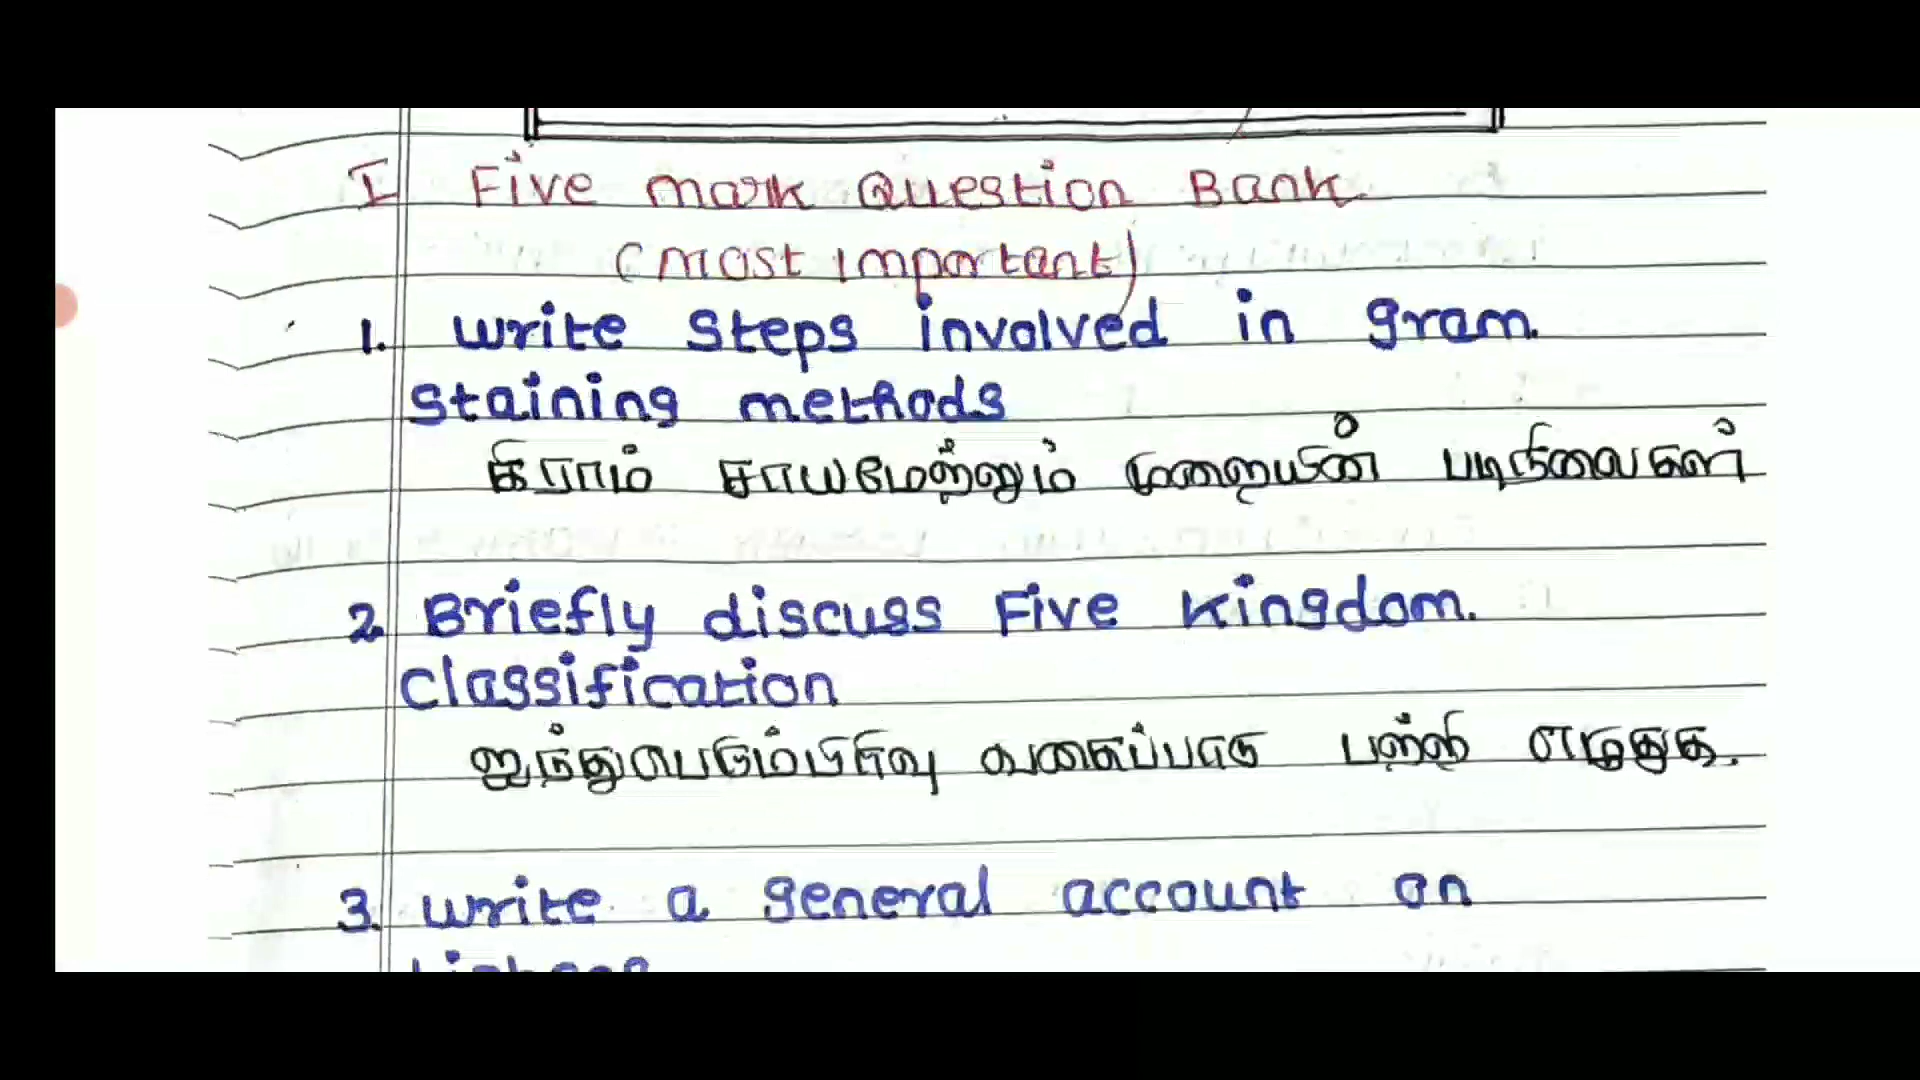 I Five mark Question Bank
(most important)
1. write steps involved in gram
staining methods
கிராம் சாயமேற்றும் முறையின் படிநிலைகள்
2. Briefly discuss Five kingdom.
classification
ஐந்துபெரும்பிரிவு வகைப்பாடு பற்றி எழுதுக.
3. write a general account on